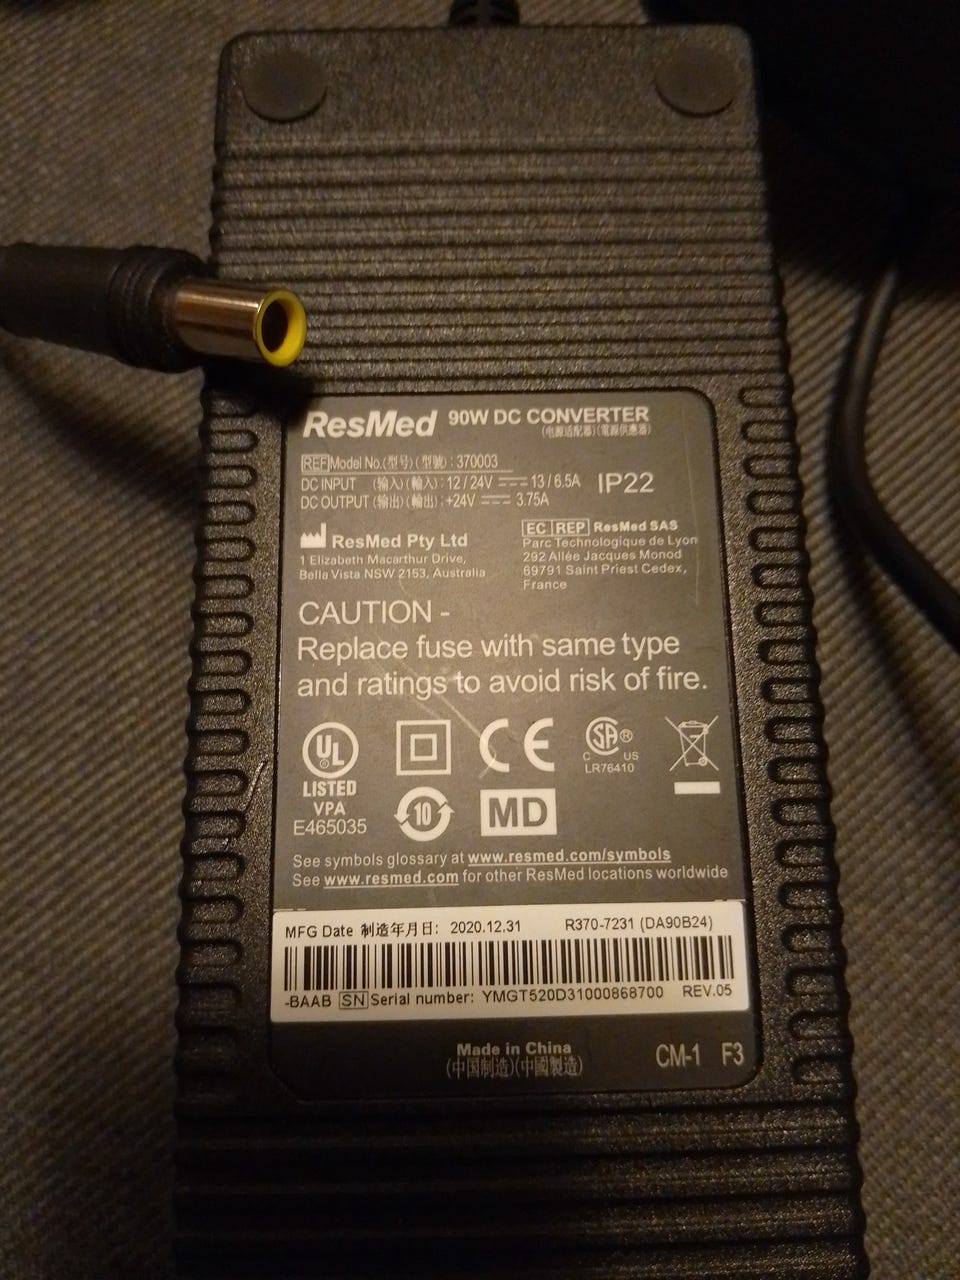 ResMed 90W DC CONVERTER
(电源适配器)(電源供應器)
REF Model No.(型号)(型號): 370003
DC INPUT (输入)(輸入): 12 / 24V 13 / 6.5A IP22
DC OUTPUT (输出)(輸出): +24V 3.75A
ResMed Pty Ltd
1 Elizabeth Macarthur Drive,
Bella Vista NSW 2153, Australia
EC REP ResMed SAS
Parc Technologique de Lyon
292 Allée Jacques Monod
69791 Saint Priest Cedex,
France
CAUTION -
Replace fuse with same type
and ratings to avoid risk of fire.
UL ® CE SA ®
C US
LR76410
LISTED
VPA
E465035
10 MD
See symbols glossary at www.resmed.com/symbols
See www.resmed.com for other ResMed locations worldwide
MFG Date 制造年月日: 2020.12.31 R370-7231 (DA90B24)
-BAAB SN Serial number: YMGT520D31000868700 REV.05
Made in China
(中国制造)(中國製造)
CM-1 F3